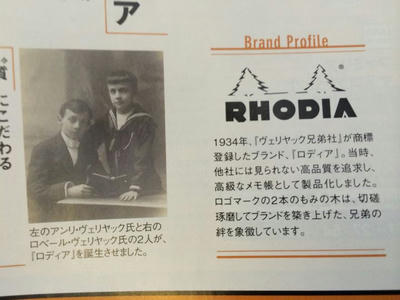 ア
質にこだわる
Brand Profile
RHODIA®
1934年、『ヴェリヤック兄弟社』が商標
登録したブランド、『ロディア』。当時、
他社には見られない高品質を追求し、
高級なメモ帳として製品化しました。
ロゴマークの2本のもみの木は、切磋
琢磨してブランドを築き上げた、兄弟の
絆を象徴しています。
左のアンリ・ヴェリヤック氏と右の
ロベール・ヴェリヤック氏の2人が、
『ロディア』を誕生させました。